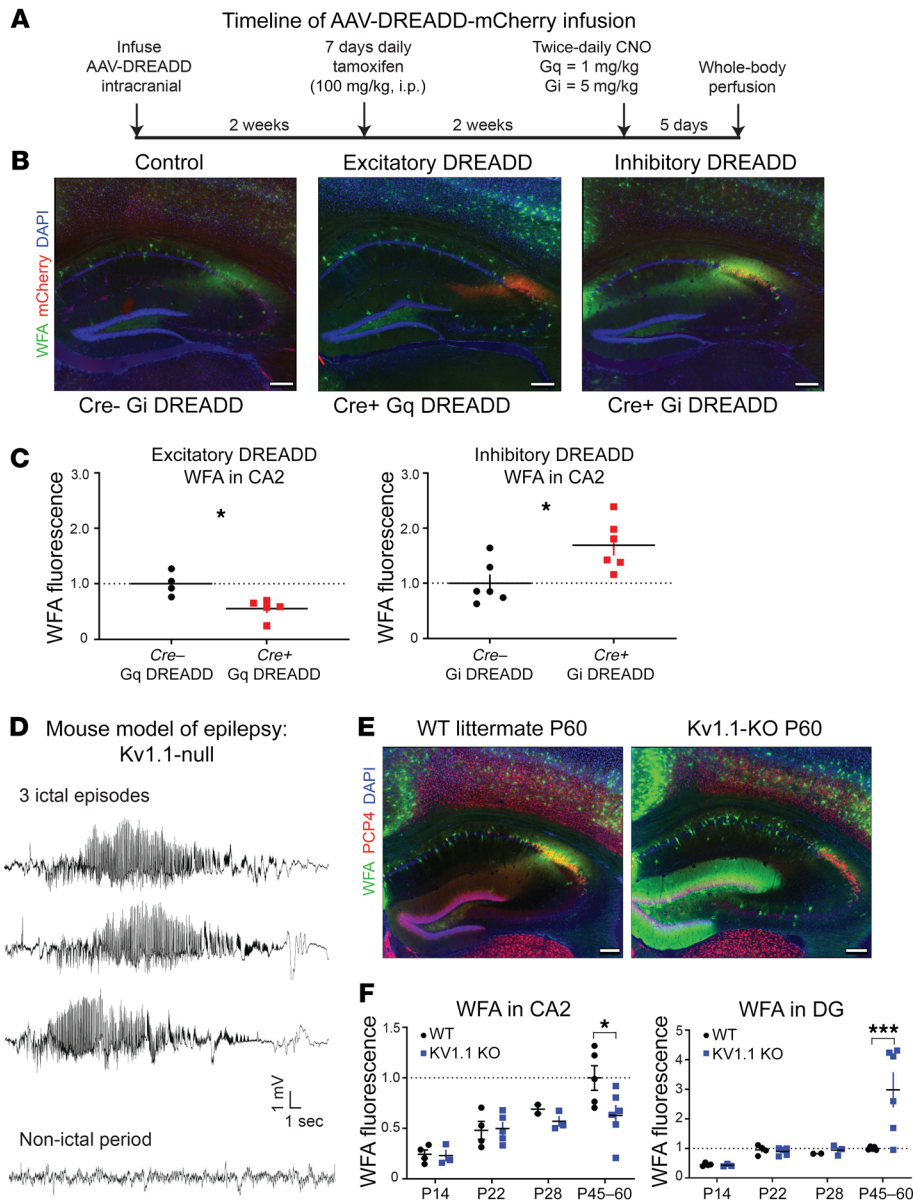 A
Timeline of AAV-DREADD-mCherry infusion
Infuse
AAV-DREADD
intracranial
7 days daily
tamoxifen
(100 mg/kg, i.p.)
Twice-daily CNO
Gq = 1 mg/kg
Gi = 5 mg/kg
Whole-body
perfusion
2 weeks
2 weeks
5 days
B
Control
Excitatory DREADD
Inhibitory DREADD
WFA mCherry DAPI
Cre- Gi DREADD
Cre+ Gq DREADD
Cre+ Gi DREADD
C
Excitatory DREADD
WFA in CA2
WFA fluorescence
3.0
2.0
1.0
0
*
Cre–
Gq DREADD
Cre+
Gq DREADD
Inhibitory DREADD
WFA in CA2
WFA fluorescence
3.0
2.0
1.0
0
*
Cre–
Gi DREADD
Cre+
Gi DREADD
D
Mouse model of epilepsy:
Kv1.1-null
3 ictal episodes
1 mV
1 sec
Non-ictal period
E
WT littermate P60
Kv1.1-KO P60
WFA PCP4 DAPI
F
WFA in CA2
WFA fluorescence
1.5
1.0
0.5
0
WT
KV1.1 KO
*
P14
P22
P28
P45–60
WFA in DG
WFA fluorescence
5
4
3
2
1
0
WT
KV1.1 KO
***
P14
P22
P28
P45–60